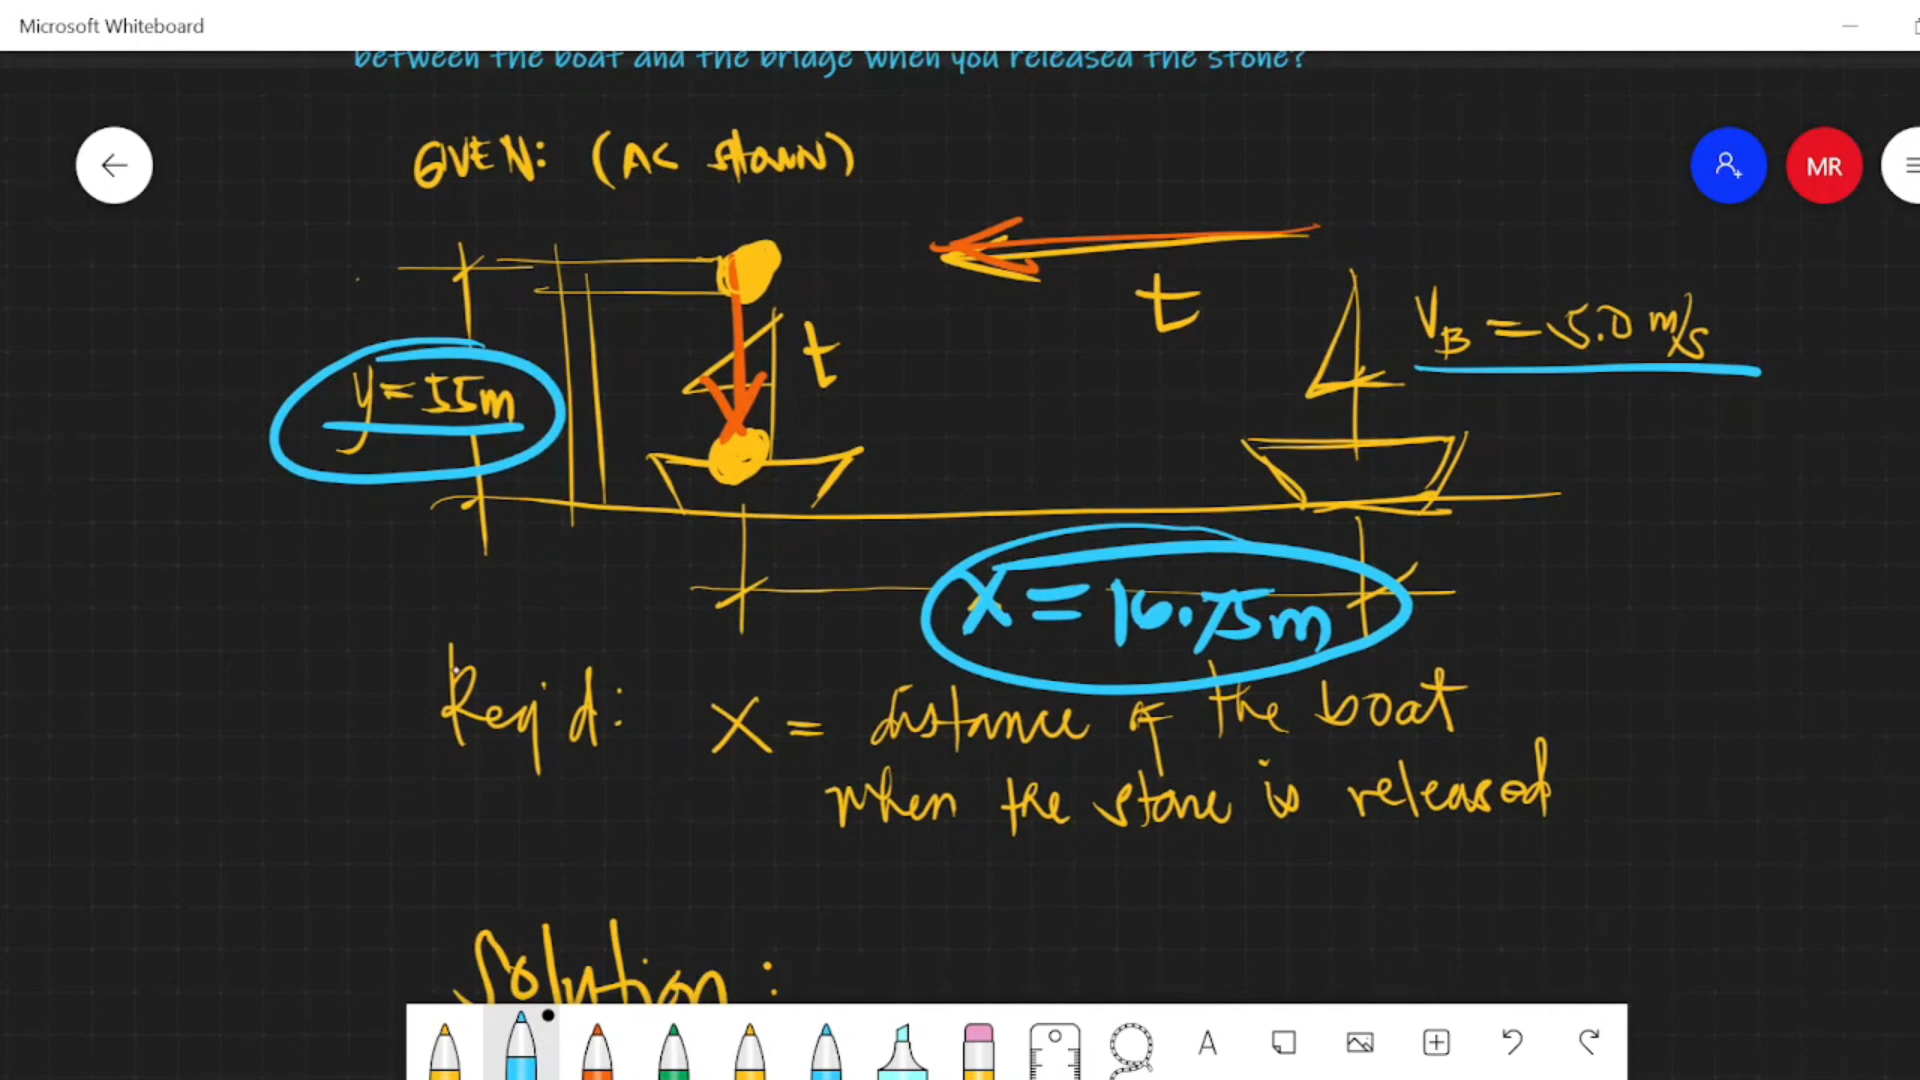 Microsoft Whiteboard
between the boat and the bridge when you released the stone?
GIVEN: (AS shown)
MR
t
t
V_B = 5.0 m/s
y = 55m
x = 16.75m
Req'd: X = distance of the boat
when the stone is released
Solution:
A